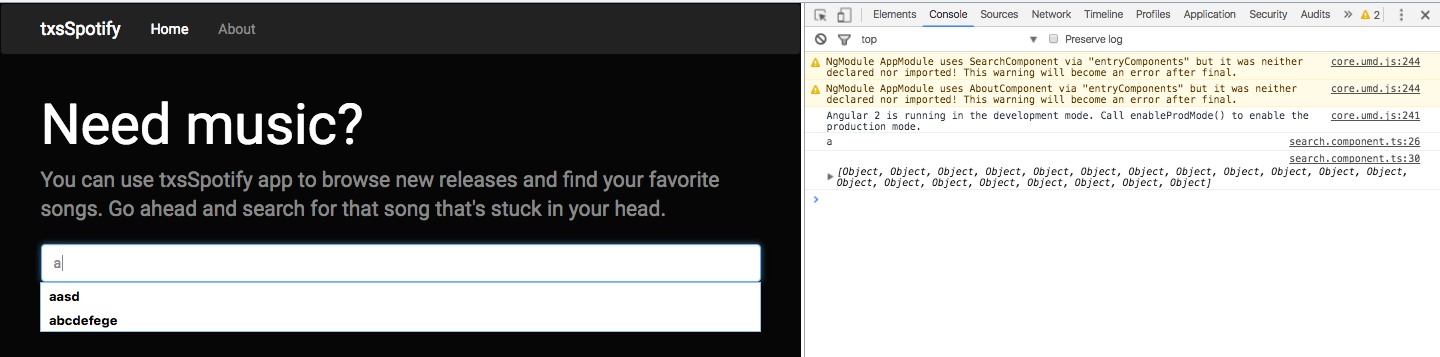 txsSpotify Home About
Need music?
You can use txsSpotify app to browse new releases and find your favorite
songs. Go ahead and search for that song that's stuck in your head.
a
aasd
abcdefege
Elements Console Sources Network Timeline Profiles Application Security Audits » 2
top Preserve log
NgModule AppModule uses SearchComponent via "entryComponents" but it was neither core.umd.js:244
declared nor imported! This warning will become an error after final.
NgModule AppModule uses AboutComponent via "entryComponents" but it was neither core.umd.js:244
declared nor imported! This warning will become an error after final.
Angular 2 is running in the development mode. Call enableProdMode() to enable the core.umd.js:241
production mode.
a search.component.ts:26
search.component.ts:30
[Object, Object, Object, Object, Object, Object, Object, Object, Object, Object, Object, Object,
Object, Object, Object, Object, Object, Object, Object, Object]